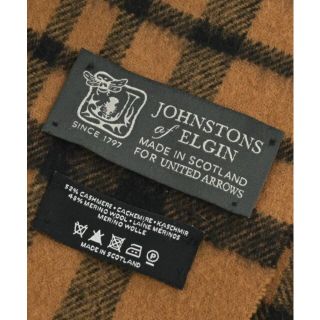 JOHNSTONS
of ELGIN
MADE IN SCOTLAND
FOR UNITED ARROWS
SINCE 1797
52% CASHMERE • CACHEMIRE • KASCHMIR
48% MERINO WOOL • LAINE MERINOS
MERINO WOLLE
MADE IN SCOTLAND